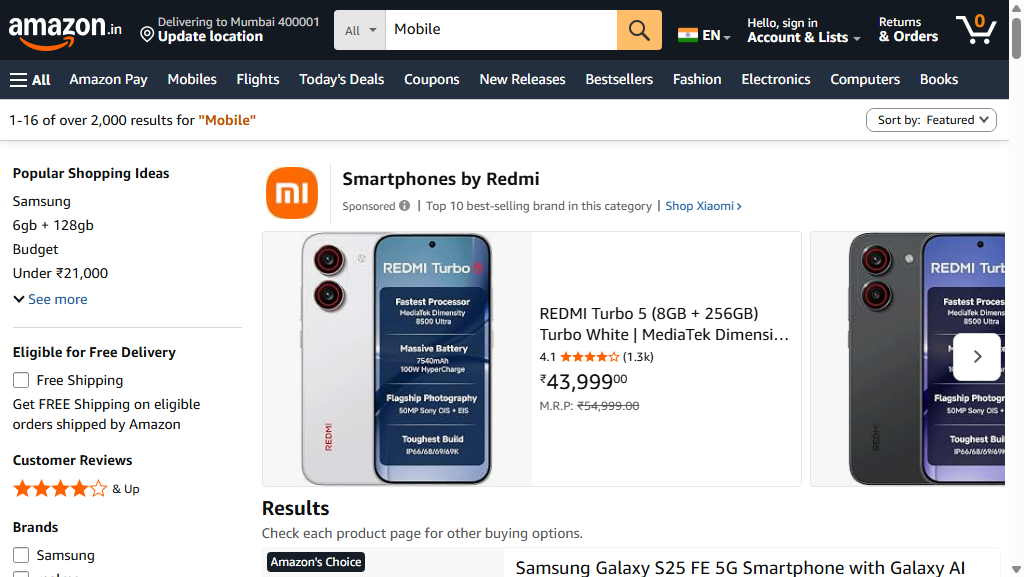 amazon.in
Delivering to Mumbai 400001
Update location
All
Mobile
EN
Hello, sign in
Account & Lists
Returns
& Orders
0
All
Amazon Pay
Mobiles
Flights
Today's Deals
Coupons
New Releases
Bestsellers
Fashion
Electronics
Computers
Books
1-16 of over 2,000 results for "Mobile"
Sort by: Featured
Popular Shopping Ideas
Samsung
6gb + 128gb
Budget
Under ₹21,000
See more
Eligible for Free Delivery
Free Shipping
Get FREE Shipping on eligible
orders shipped by Amazon
Customer Reviews
& Up
Brands
Samsung
mi
Smartphones by Redmi
Sponsored | Top 10 best-selling brand in this category | Shop Xiaomi ›
REDMI Turbo 5
Fastest Processor
MediaTek Dimensity
8500 Ultra
Massive Battery
7540mAh
100W HyperCharge
Flagship Photography
50MP Sony OIS + EIS
Toughest Build
IP66/68/69/69K
REDMI
REDMI Turbo 5 (8GB + 256GB)
Turbo White | MediaTek Dimensi...
4.1 (1.3k)
₹43,99900
M.R.P: ₹54,999.00
REDMI Turb
Fastest Proces
MediaTek Dimens
8500 Ultra
100W HyperCha
Flagship Photogr
50MP Sony OIS +
Toughest Buil
IP66/68/69/6
REDMI
Results
Check each product page for other buying options.
Amazon's Choice
Samsung Galaxy S25 FE 5G Smartphone with Galaxy AI